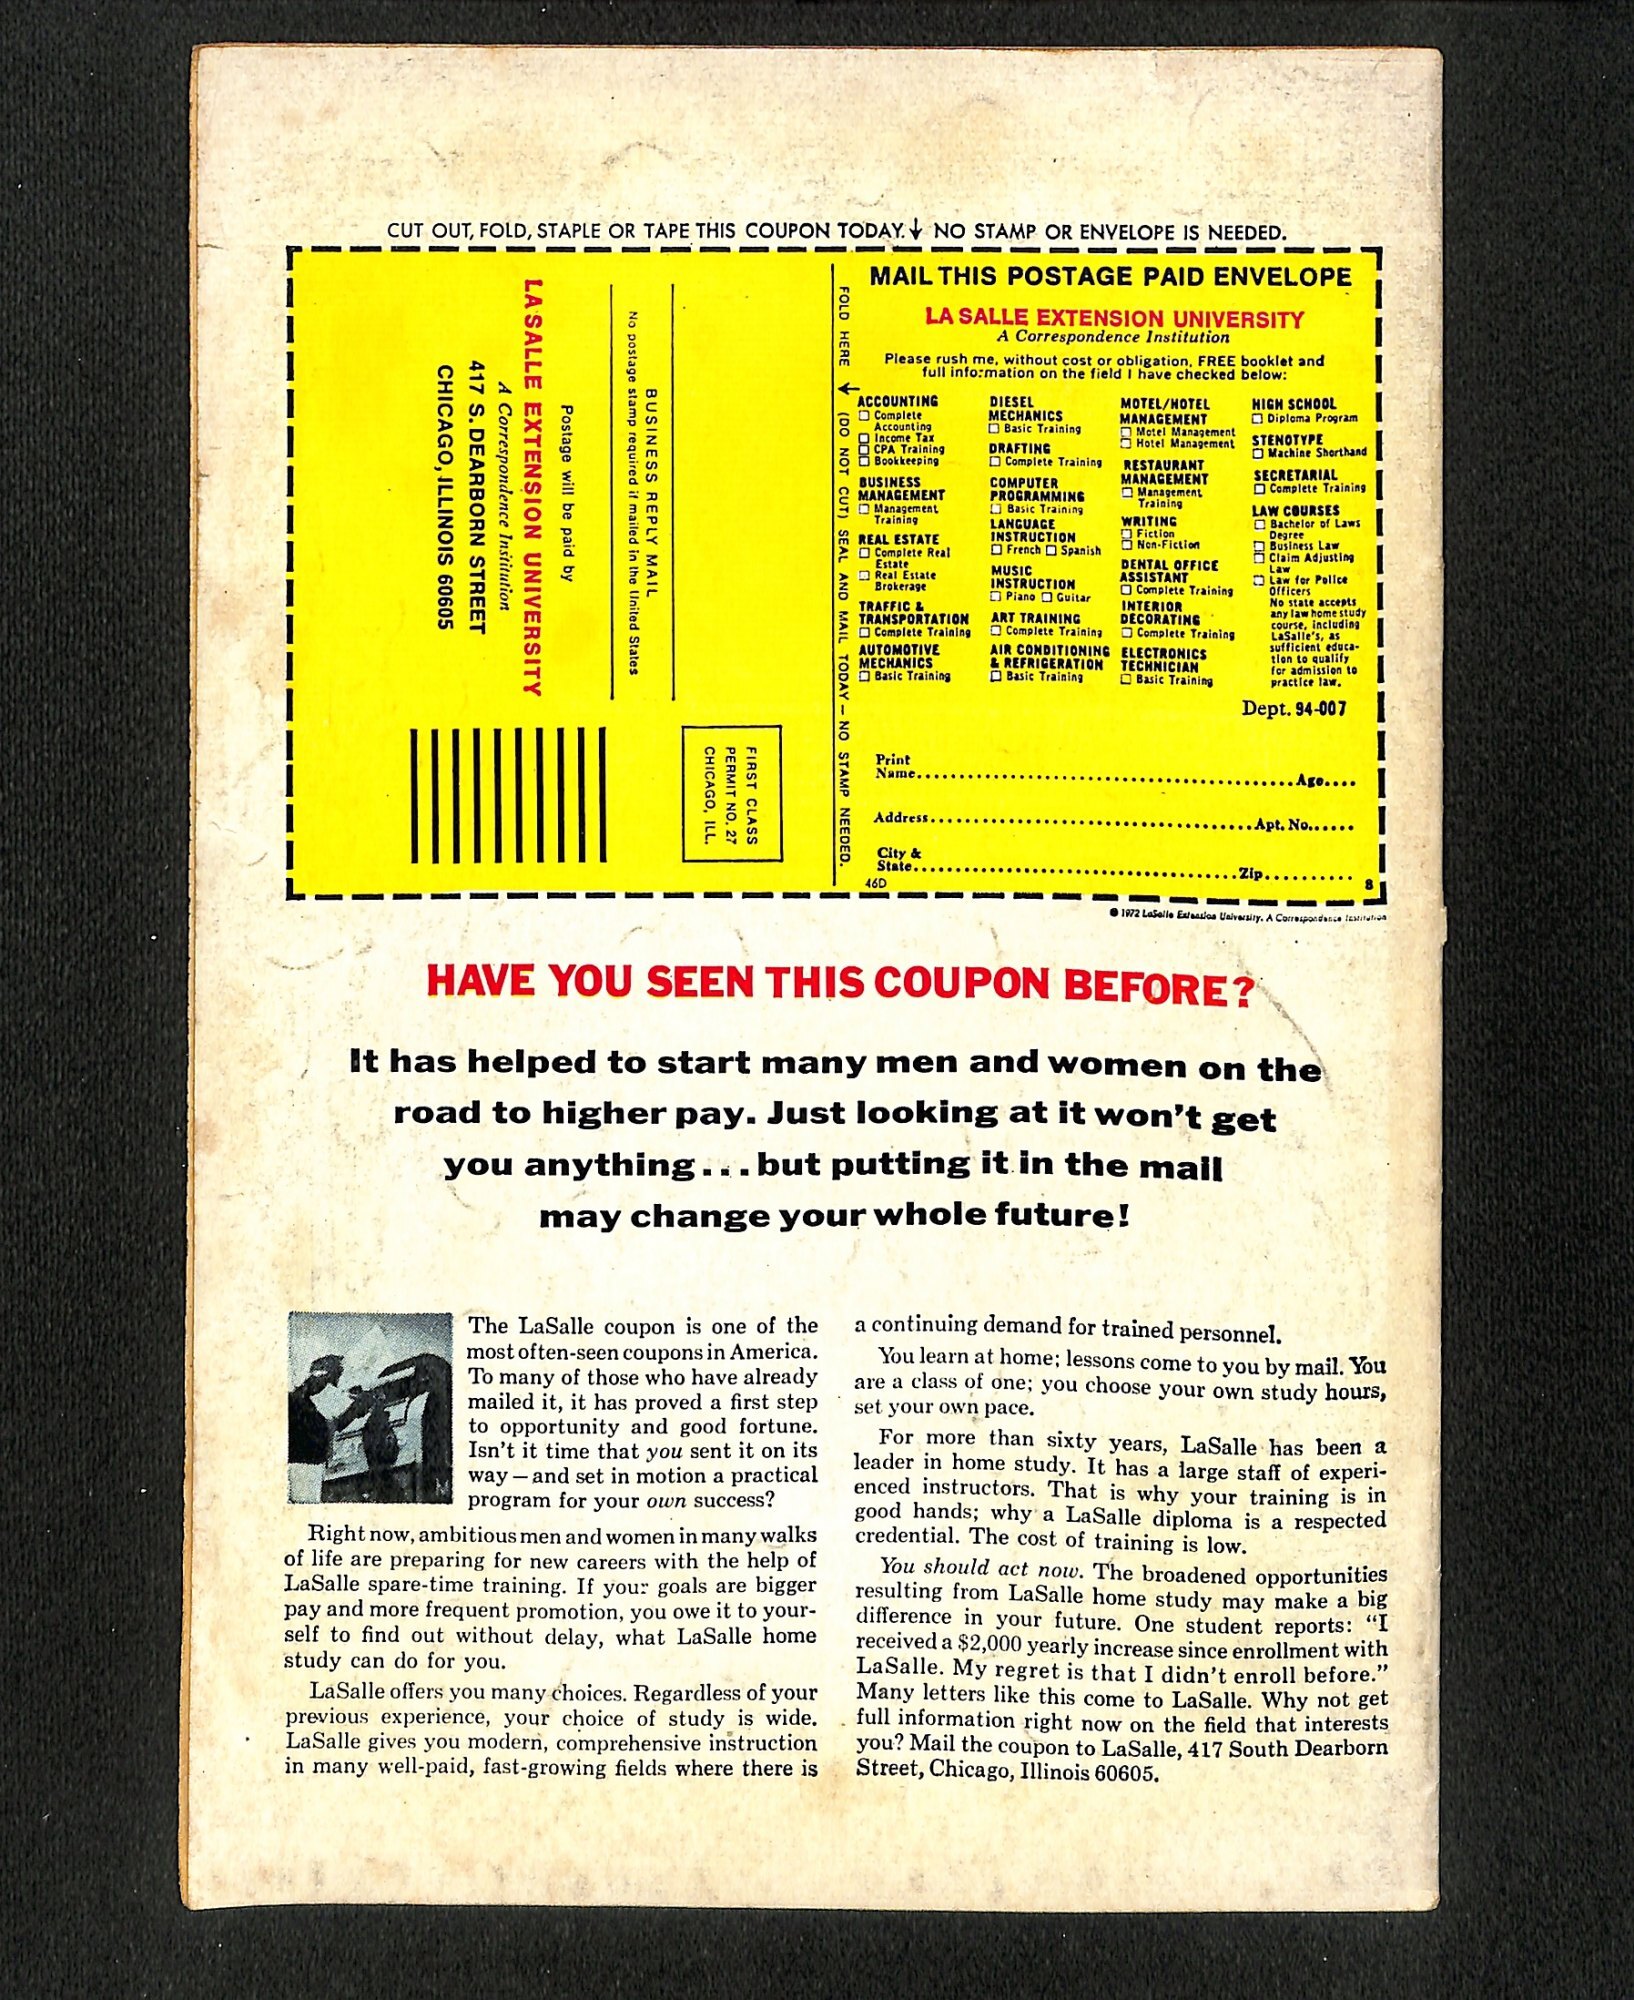 CUT OUT, FOLD, STAPLE OR TAPE THIS COUPON TODAY. ↓ NO STAMP OR ENVELOPE IS NEEDED.
LA SALLE EXTENSION UNIVERSITY
A Correspondence Institution
417 S. DEARBORN STREET
CHICAGO, ILLINOIS 60605
Postage will be paid by
BUSINESS REPLY MAIL
No postage stamp required if mailed in the United States
FIRST CLASS
PERMIT NO. 27
CHICAGO, ILL.
FOLD HERE ↓ (DO NOT CUT) SEAL AND MAIL TODAY — NO STAMP NEEDED.
MAIL THIS POSTAGE PAID ENVELOPE
LA SALLE EXTENSION UNIVERSITY
A Correspondence Institution
Please rush me, without cost or obligation, FREE booklet and
full information on the field I have checked below:
ACCOUNTING
☐ Complete
Accounting
☐ Income Tax
☐ CPA Training
☐ Bookkeeping
BUSINESS
MANAGEMENT
☐ Management
Training
REAL ESTATE
☐ Complete Real
Estate
☐ Real Estate
Brokerage
TRAFFIC &
TRANSPORTATION
☐ Complete Training
AUTOMOTIVE
MECHANICS
☐ Basic Training
DIESEL
MECHANICS
☐ Basic Training
DRAFTING
☐ Complete Training
COMPUTER
PROGRAMMING
☐ Basic Training
LANGUAGE
INSTRUCTION
☐ French ☐ Spanish
MUSIC
INSTRUCTION
☐ Piano ☐ Guitar
ART TRAINING
☐ Complete Training
AIR CONDITIONING
& REFRIGERATION
☐ Basic Training
MOTEL/HOTEL
MANAGEMENT
☐ Motel Management
☐ Hotel Management
RESTAURANT
MANAGEMENT
☐ Management
Training
WRITING
☐ Fiction
☐ Non-Fiction
DENTAL OFFICE
ASSISTANT
☐ Complete Training
INTERIOR
DECORATING
☐ Complete Training
ELECTRONICS
TECHNICIAN
☐ Basic Training
HIGH SCHOOL
☐ Diploma Program
STENOTYPE
☐ Machine Shorthand
SECRETARIAL
☐ Complete Training
LAW COURSES
☐ Bachelor of Laws
Degree
☐ Business Law
☐ Claim Adjusting
Law
☐ Law for Police
Officers
No state accepts
any law home study
course, including
LaSalle's, as
sufficient educa-
tion to qualify
for admission to
practice law.
Dept. 94-007
Print
Name........Age....
Address........Apt. No......
City &
State........Zip..........
46D 8
© 1972 LaSalle Extension University. A Correspondence Institution
HAVE YOU SEEN THIS COUPON BEFORE?
It has helped to start many men and women on the
road to higher pay. Just looking at it won't get
you anything...but putting it in the mail
may change your whole future!
The LaSalle coupon is one of the
most often-seen coupons in America.
To many of those who have already
mailed it, it has proved a first step
to opportunity and good fortune.
Isn't it time that you sent it on its
way—and set in motion a practical
program for your own success?
Right now, ambitious men and women in many walks
of life are preparing for new careers with the help of
LaSalle spare-time training. If your goals are bigger
pay and more frequent promotion, you owe it to your-
self to find out without delay, what LaSalle home
study can do for you.
LaSalle offers you many choices. Regardless of your
previous experience, your choice of study is wide.
LaSalle gives you modern, comprehensive instruction
in many well-paid, fast-growing fields where there is
a continuing demand for trained personnel.
You learn at home; lessons come to you by mail. You
are a class of one; you choose your own study hours,
set your own pace.
For more than sixty years, LaSalle has been a
leader in home study. It has a large staff of experi-
enced instructors. That is why your training is in
good hands; why a LaSalle diploma is a respected
credential. The cost of training is low.
You should act now. The broadened opportunities
resulting from LaSalle home study may make a big
difference in your future. One student reports: "I
received a $2,000 yearly increase since enrollment with
LaSalle. My regret is that I didn't enroll before."
Many letters like this come to LaSalle. Why not get
full information right now on the field that interests
you? Mail the coupon to LaSalle, 417 South Dearborn
Street, Chicago, Illinois 60605.